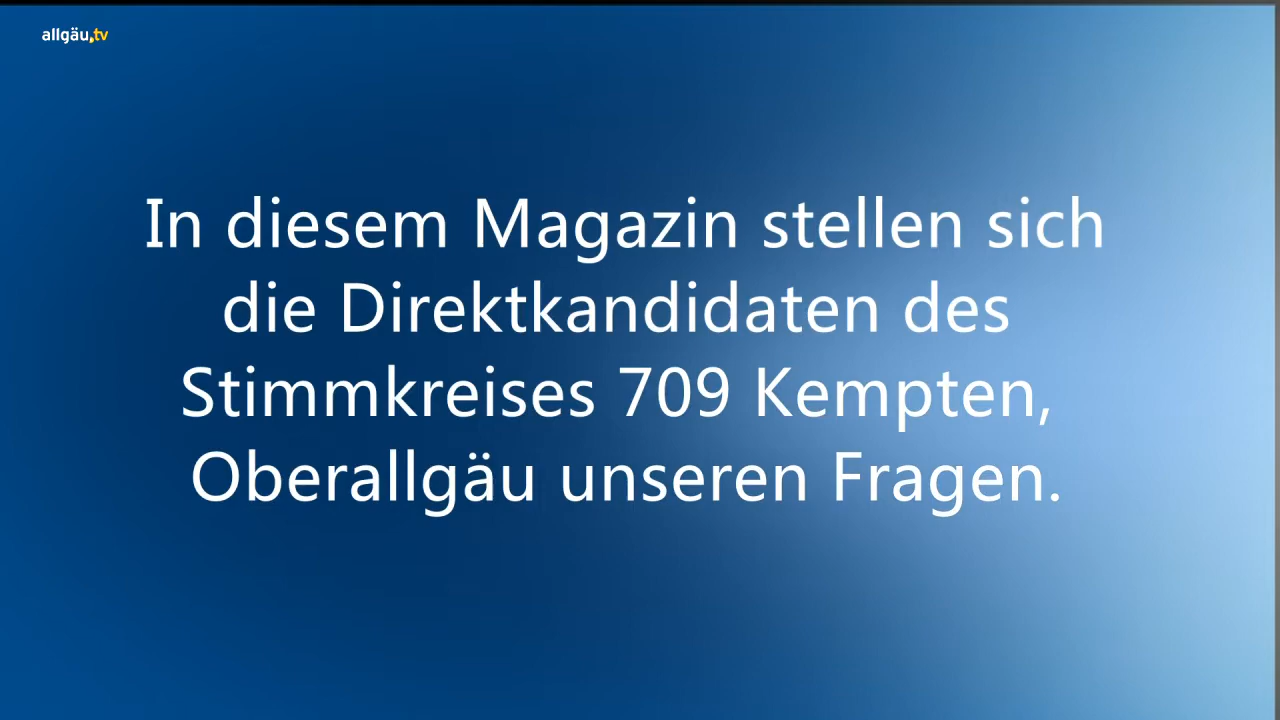 allgäu.tv
In diesem Magazin stellen sich
die Direktkandidaten des
Stimmkreises 709 Kempten,
Oberallgäu unseren Fragen.